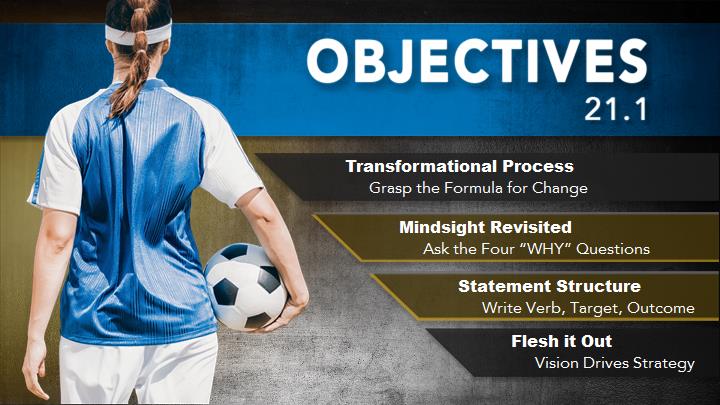 OBJECTIVES
21.1
Transformational Process
Grasp the Formula for Change
Mindsight Revisited
Ask the Four “WHY” Questions
Statement Structure
Write Verb, Target, Outcome
Flesh it Out
Vision Drives Strategy